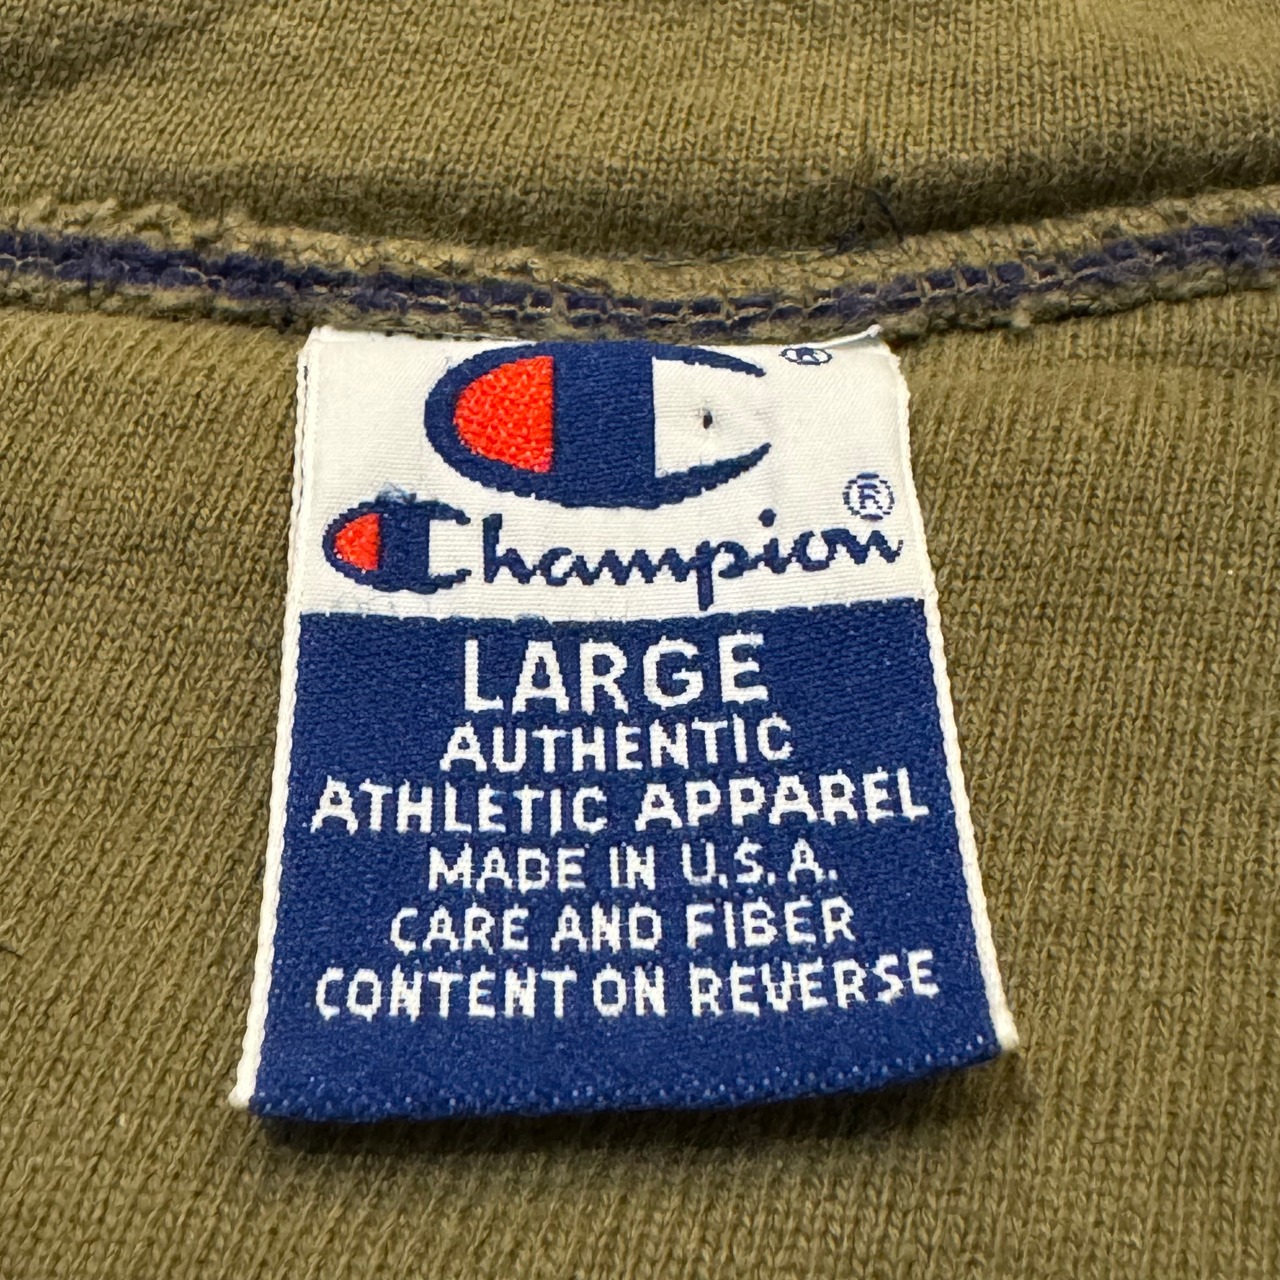 ®
Champion®
LARGE
AUTHENTIC
ATHLETIC APPAREL
MADE IN U.S.A.
CARE AND FIBER
CONTENT ON REVERSE